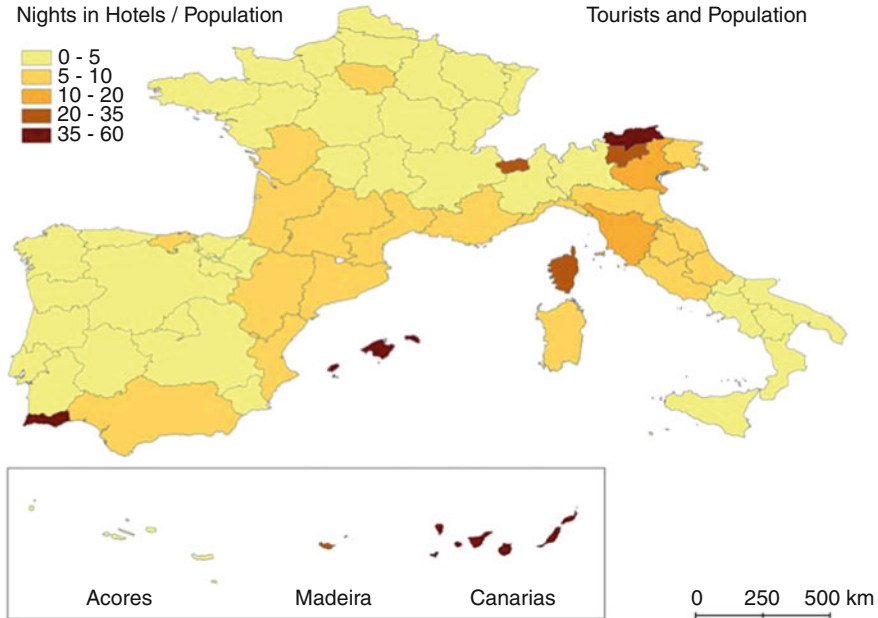 Nights in Hotels / Population
Tourists and Population
0 - 5
5 - 10
10 - 20
20 - 35
35 - 60
Acores
Madeira
Canarias
0 250 500 km